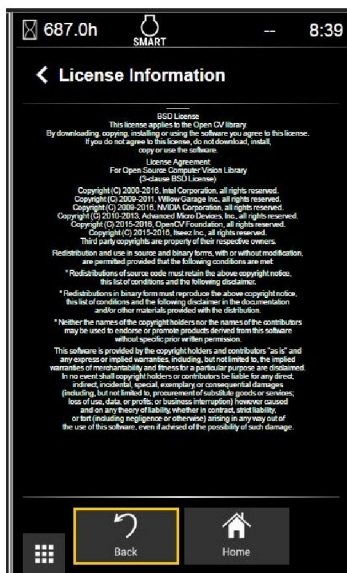 687.0h
SMART
--
8:39
License Information
BSD License
This license applies to the Open CV library.
By downloading, copying, installing or using the software you agree to this license.
If you do not agree to this license, do not download, install,
copy or use the software.
License Agreement
For Open Source Computer Vision Library
(3-clause BSD License)
Copyright (C) 2000-2016, Intel Corporation, all rights reserved.
Copyright (C) 2009-2011, Willow Garage Inc., all rights reserved.
Copyright (C) 2009-2016, NVIDIA Corporation, all rights reserved.
Copyright (C) 2010-2013, Advanced Micro Devices, Inc., all rights reserved.
Copyright (C) 2015-2016, OpenCV Foundation, all rights reserved.
Copyright (C) 2015-2016, Itseez Inc., all rights reserved.
Third party copyrights are property of their respective owners.
Redistribution and use in source and binary forms, with or without modification,
are permitted provided that the following conditions are met:
* Redistributions of source code must retain the above copyright notice,
this list of conditions and the following disclaimer.
* Redistributions in binary form must reproduce the above copyright notice,
this list of conditions and the following disclaimer in the documentation
and/or other materials provided with the distribution.
* Neither the names of the copyright holders nor the names of the contributors
may be used to endorse or promote products derived from this software
without specific prior written permission.
This software is provided by the copyright holders and contributors "as is" and
any express or implied warranties, including, but not limited to, the implied
warranties of merchantability and fitness for a particular purpose are disclaimed.
In no event shall copyright holders or contributors be liable for any direct,
indirect, incidental, special, exemplary, or consequential damages
(including, but not limited to, procurement of substitute goods or services;
loss of use, data, or profits; or business interruption) however caused
and on any theory of liability, whether in contract, strict liability,
or tort (including negligence or otherwise) arising in any way out of
the use of this software, even if advised of the possibility of such damage.
Back
Home